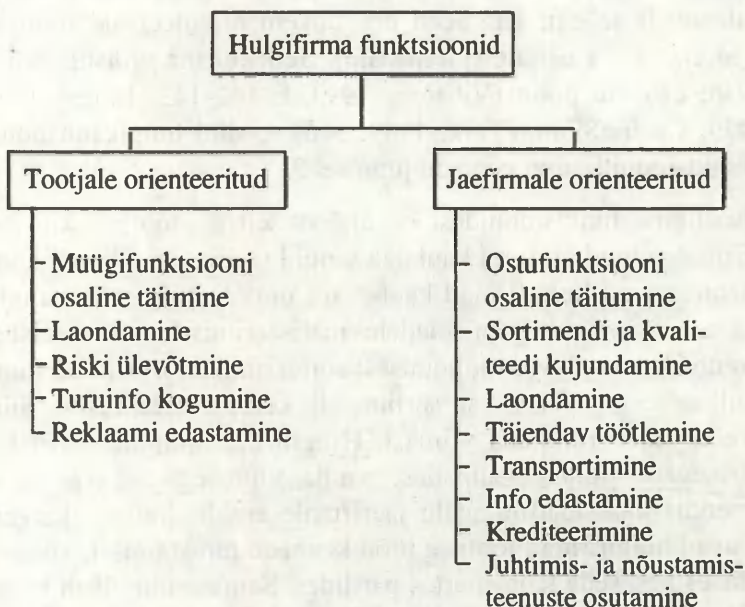 Hulgifirma funktsioonid
Tootjale orienteeritud
- Müügifunktsiooni
osaline täitmine
- Laondamine
- Riski ülevõtmine
- Turuinfo kogumine
- Reklaami edastamine
Jaefirmale orienteeritud
- Ostufunktsiooni
osaline täitumine
- Sortimendi ja kvali-
teedi kujundamine
- Laondamine
- Täiendav töötlemine
- Transportimine
- Info edastamine
- Krediteerimine
- Juhtimis- ja nõustamis-
teenuste osutamine